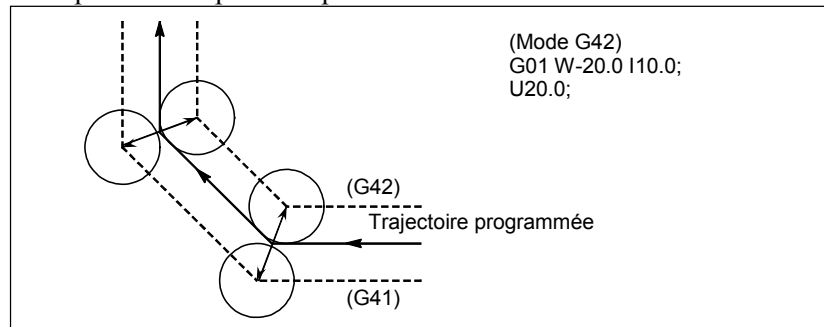 (Mode G42)
G01 W-20.0 I10.0;
U20.0;
(G42)
Trajectoire programmée
(G41)